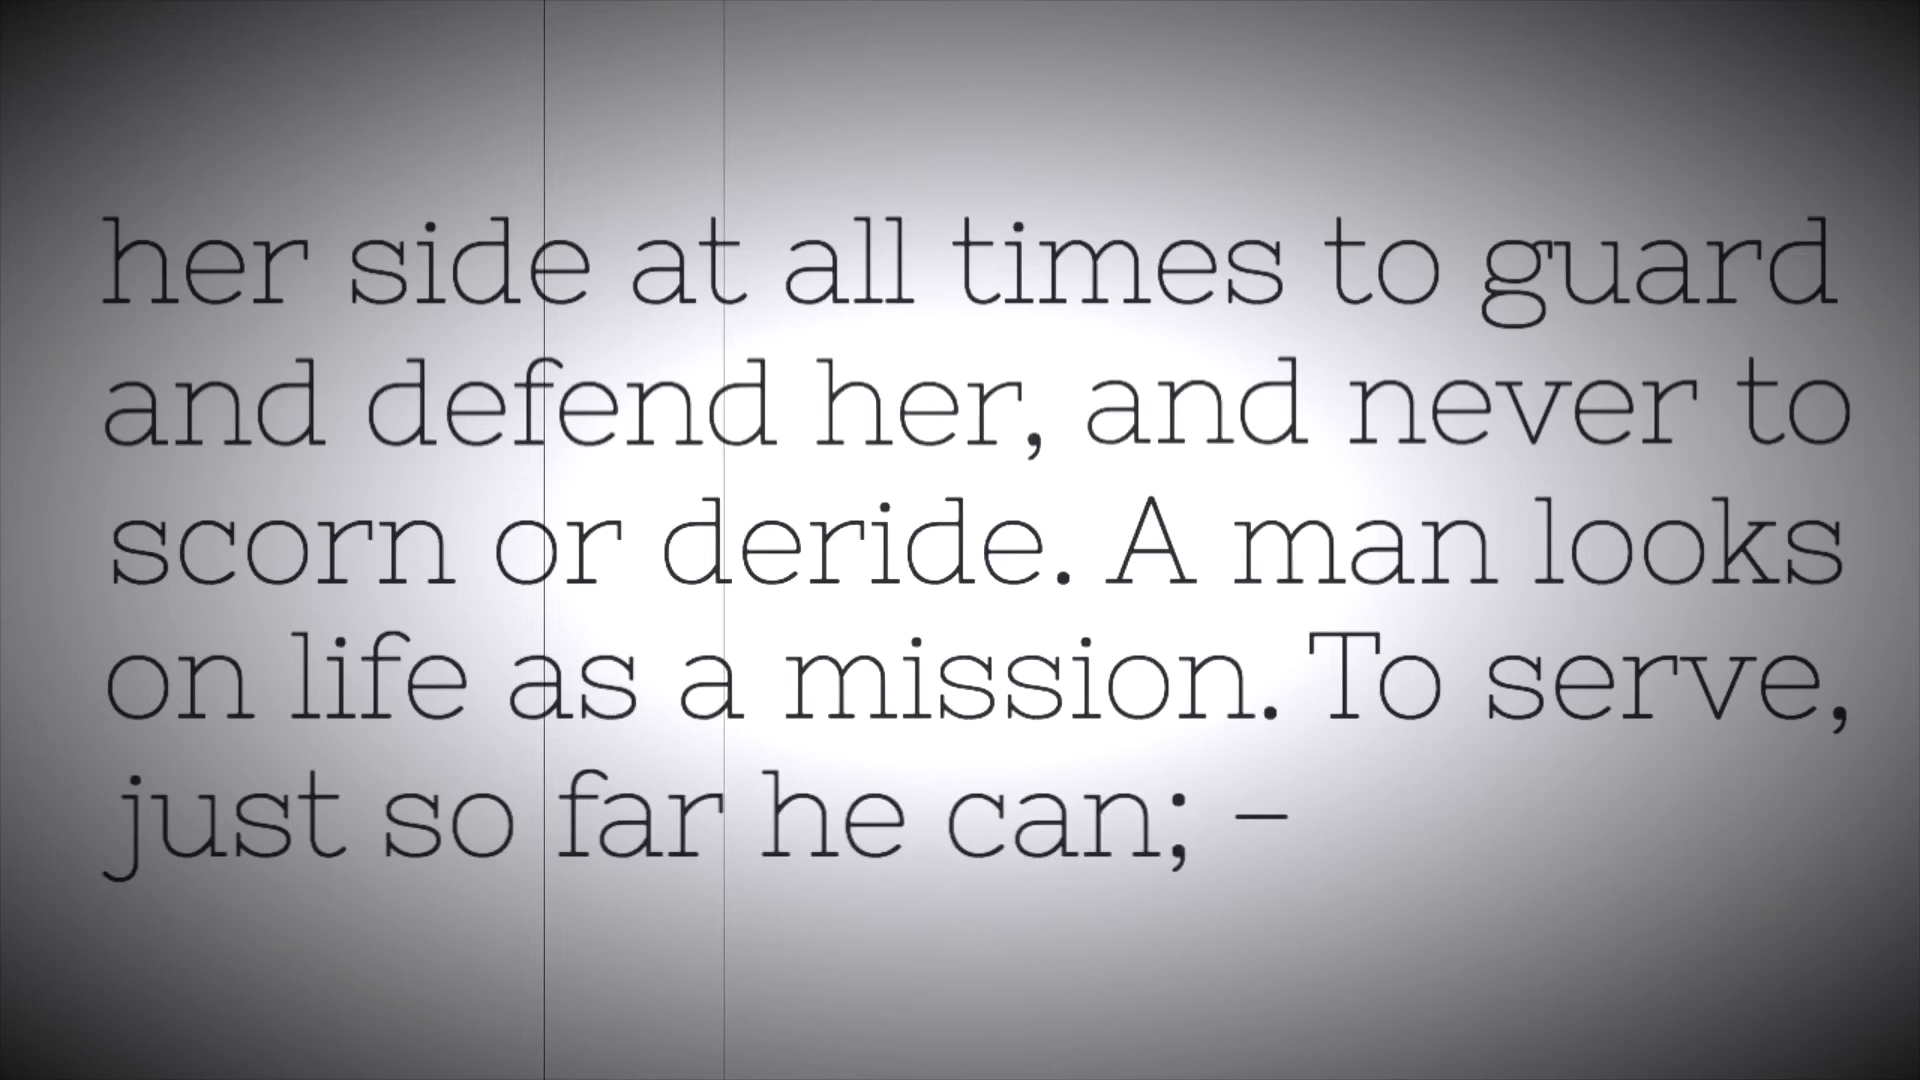 her side at all times to guard
and defend her, and never to
scorn or deride. A man looks
on life as a mission. To serve,
just so far he can; –